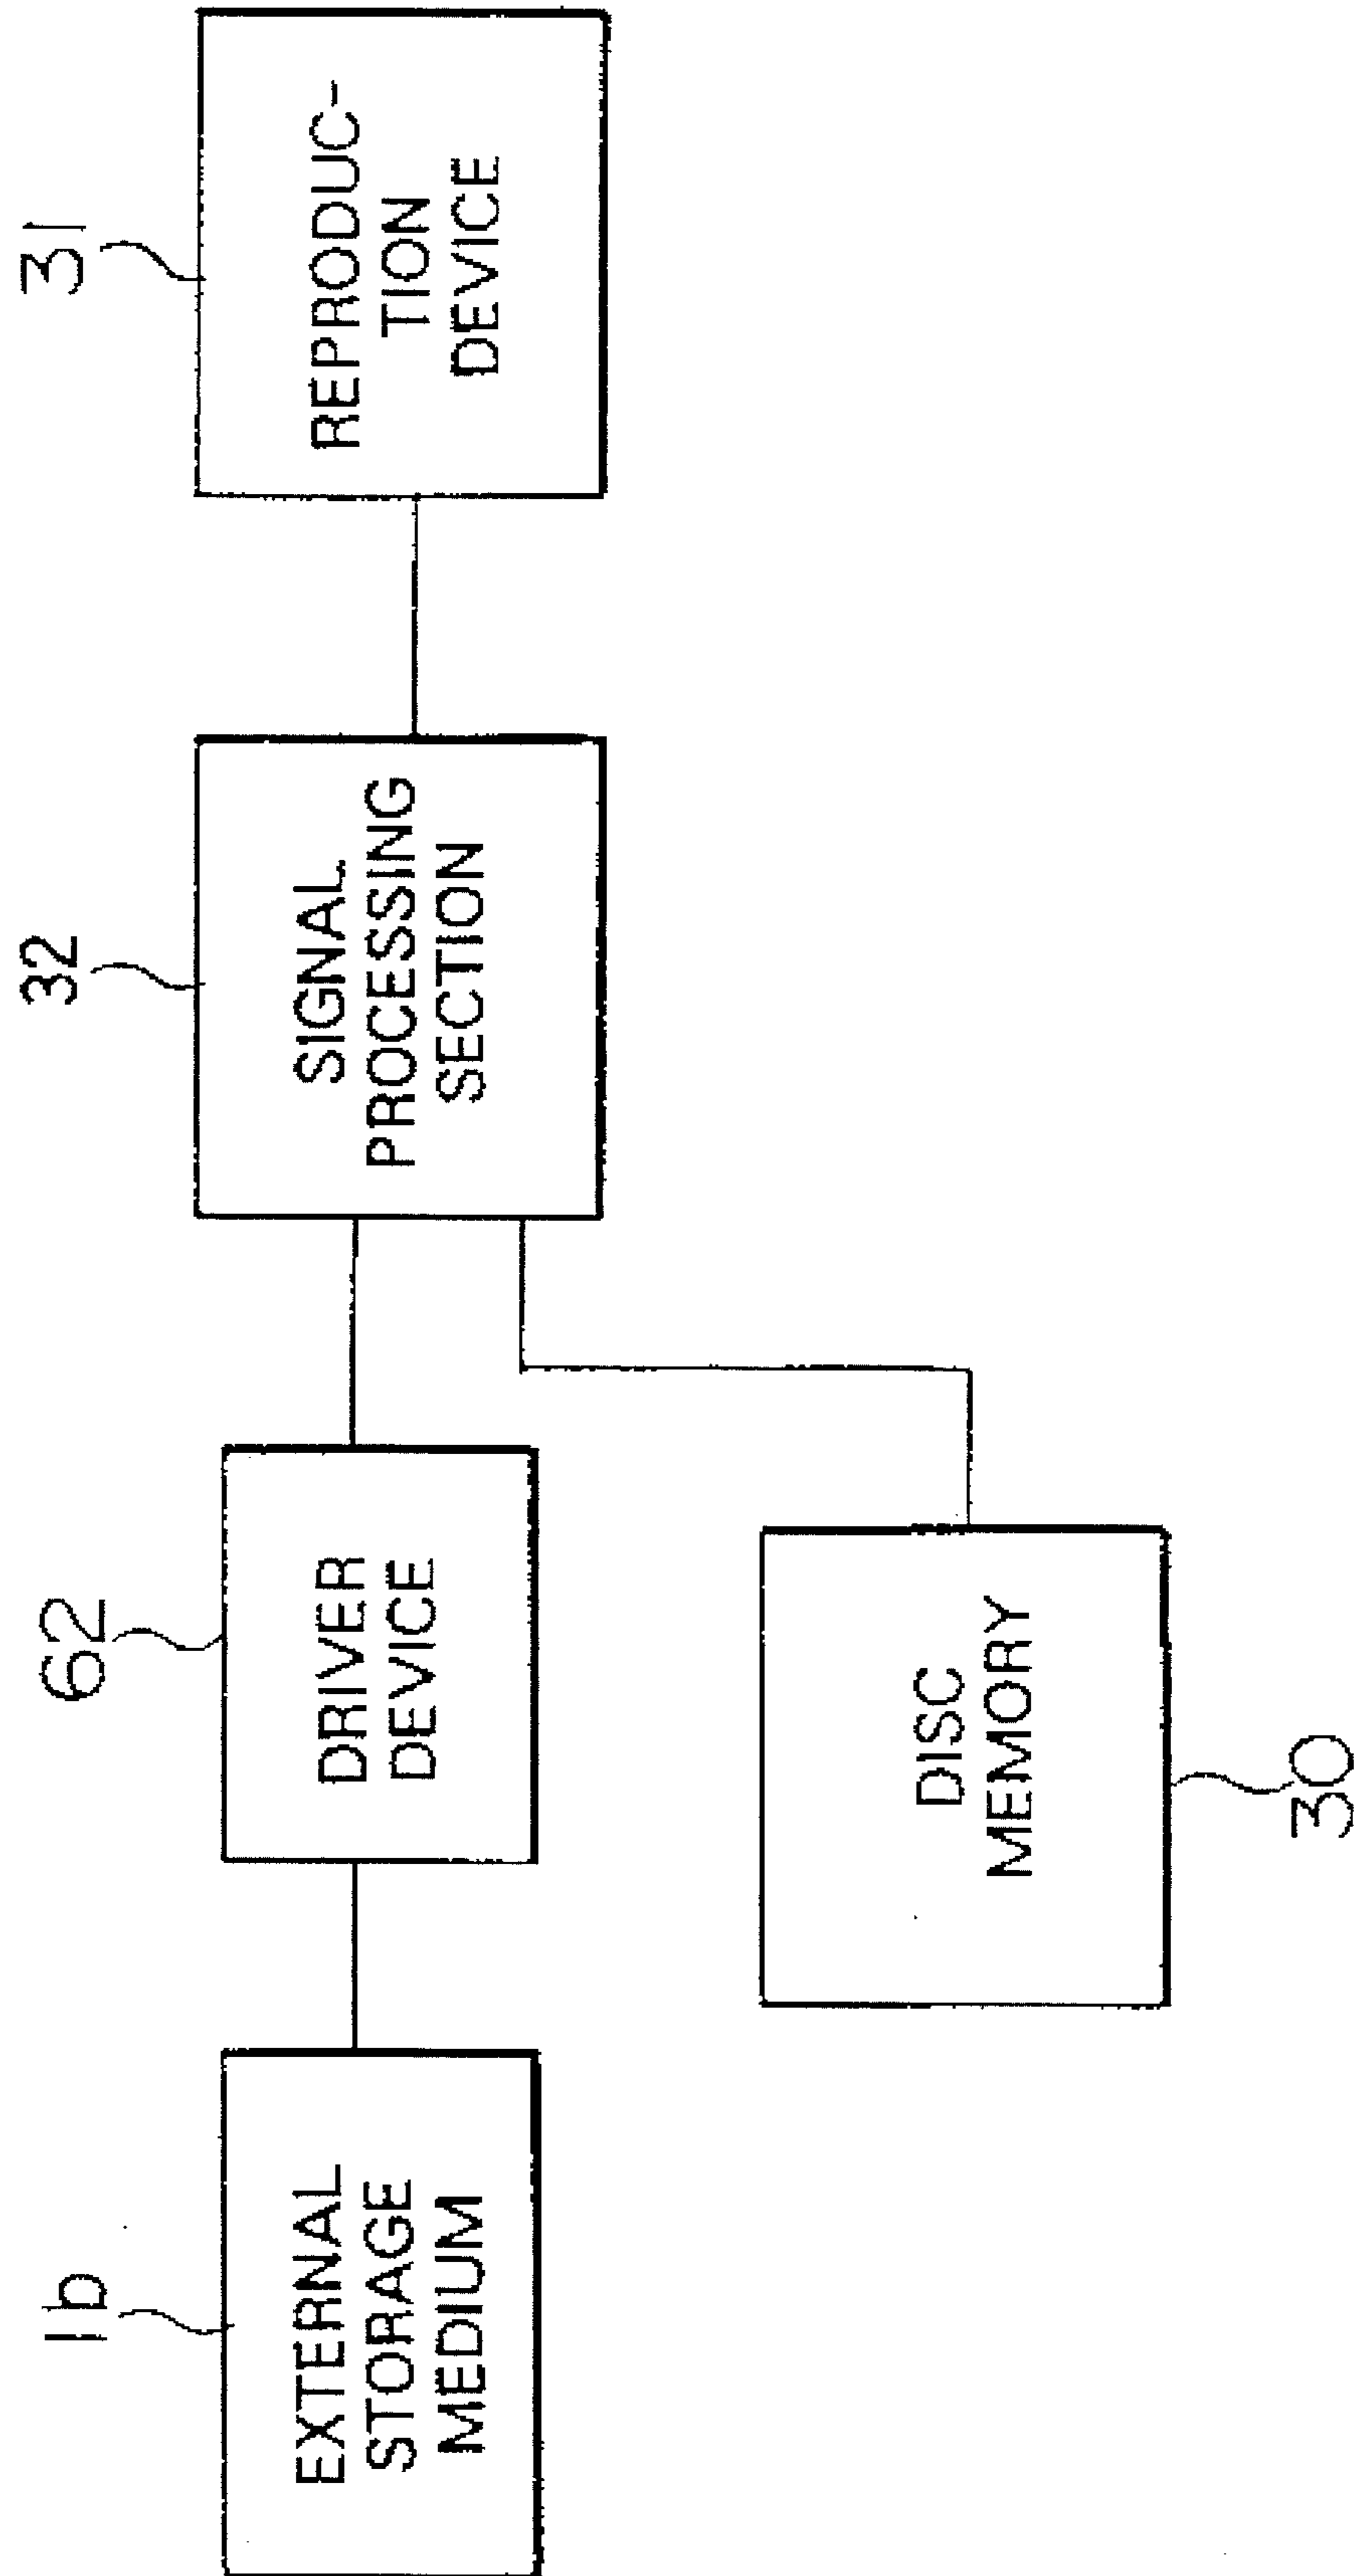 1b
EXTERNAL
STORAGE
MEDIUM
62
DRIVER
DEVICE
32
SIGNAL
PROCESSING
SECTION
31
REPRODUC-
TION
DEVICE
DISC
MEMORY
30